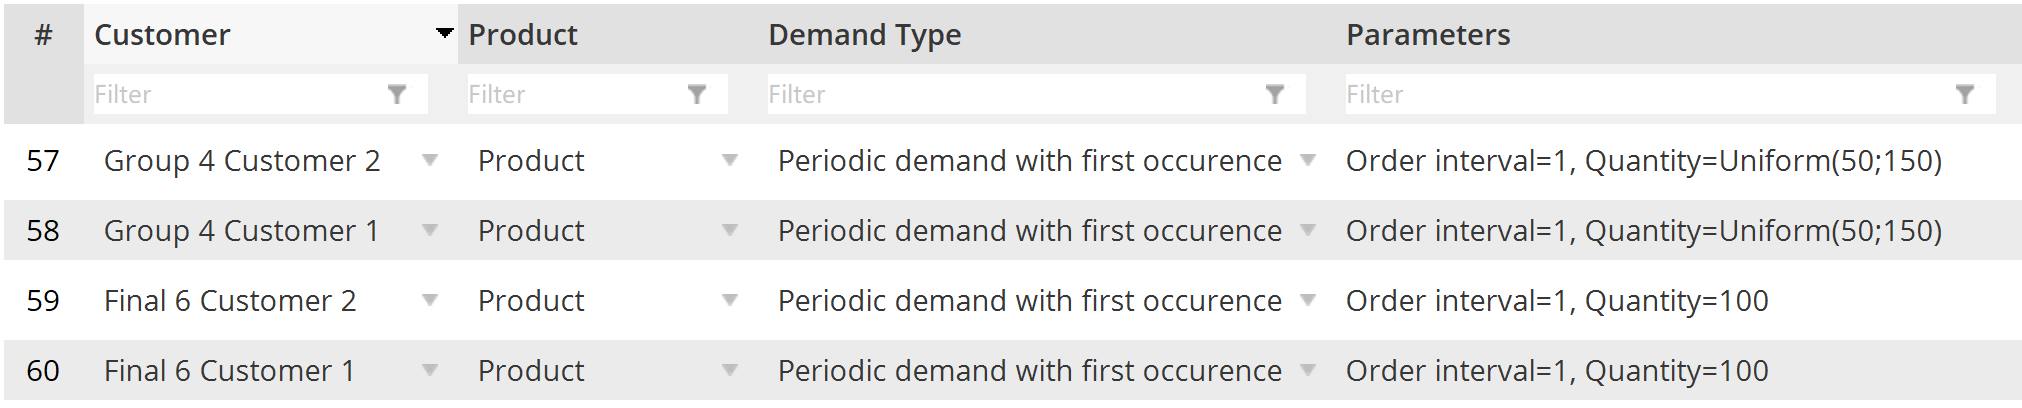 # Customer Product Demand Type Parameters
Filter Filter Filter Filter
57 Group 4 Customer 2 Product Periodic demand with first occurence Order interval=1, Quantity=Uniform(50;150)
58 Group 4 Customer 1 Product Periodic demand with first occurence Order interval=1, Quantity=Uniform(50;150)
59 Final 6 Customer 2 Product Periodic demand with first occurence Order interval=1, Quantity=100
60 Final 6 Customer 1 Product Periodic demand with first occurence Order interval=1, Quantity=100